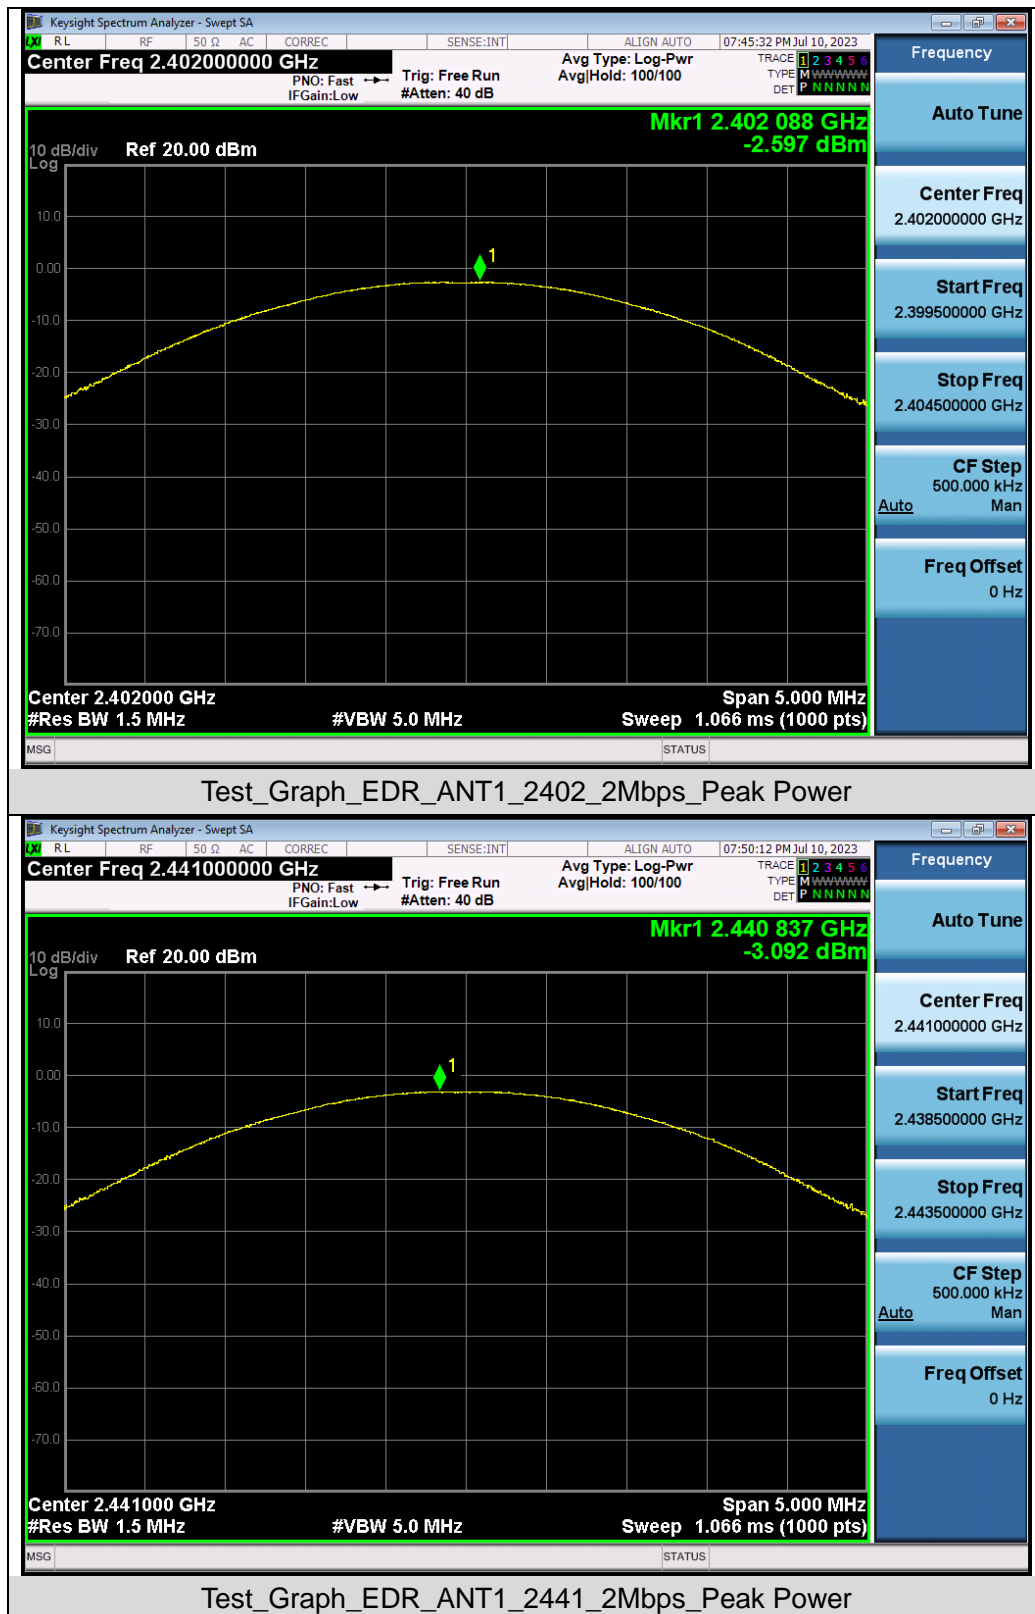 Keysight Spectrum Analyzer - Swept SA
LXI RL RF 50 Ω AC CORREC SENSE:INT ALIGN AUTO 07:45:32 PM Jul 10, 2023
Center Freq 2.402000000 GHz
PNO: Fast
IFGain:Low
Trig: Free Run
#Atten: 40 dB
Avg Type: Log-Pwr
Avg|Hold: 100/100
TRACE 1 2 3 4 5 6
TYPE M WWWWW
DET P N N N N N
Mkr1 2.402 088 GHz
-2.597 dBm
10 dB/div Ref 20.00 dBm
Log
10.0
1
0.00
-10.0
-20.0
-30.0
-40.0
-50.0
-60.0
-70.0
Center 2.402000 GHz Span 5.000 MHz
#Res BW 1.5 MHz #VBW 5.0 MHz Sweep 1.066 ms (1000 pts)
MSG STATUS
Frequency
Auto Tune
Center Freq
2.402000000 GHz
Start Freq
2.399500000 GHz
Stop Freq
2.404500000 GHz
CF Step
500.000 kHz
Auto Man
Freq Offset
0 Hz
Test_Graph_EDR_ANT1_2402_2Mbps_Peak Power
Keysight Spectrum Analyzer - Swept SA
LXI RL RF 50 Ω AC CORREC SENSE:INT ALIGN AUTO 07:50:12 PM Jul 10, 2023
Center Freq 2.441000000 GHz
PNO: Fast
IFGain:Low
Trig: Free Run
#Atten: 40 dB
Avg Type: Log-Pwr
Avg|Hold: 100/100
TRACE 1 2 3 4 5 6
TYPE M WWWWW
DET P N N N N N
Mkr1 2.440 837 GHz
-3.092 dBm
10 dB/div Ref 20.00 dBm
Log
10.0
1
0.00
-10.0
-20.0
-30.0
-40.0
-50.0
-60.0
-70.0
Center 2.441000 GHz Span 5.000 MHz
#Res BW 1.5 MHz #VBW 5.0 MHz Sweep 1.066 ms (1000 pts)
MSG STATUS
Frequency
Auto Tune
Center Freq
2.441000000 GHz
Start Freq
2.438500000 GHz
Stop Freq
2.443500000 GHz
CF Step
500.000 kHz
Auto Man
Freq Offset
0 Hz
Test_Graph_EDR_ANT1_2441_2Mbps_Peak Power